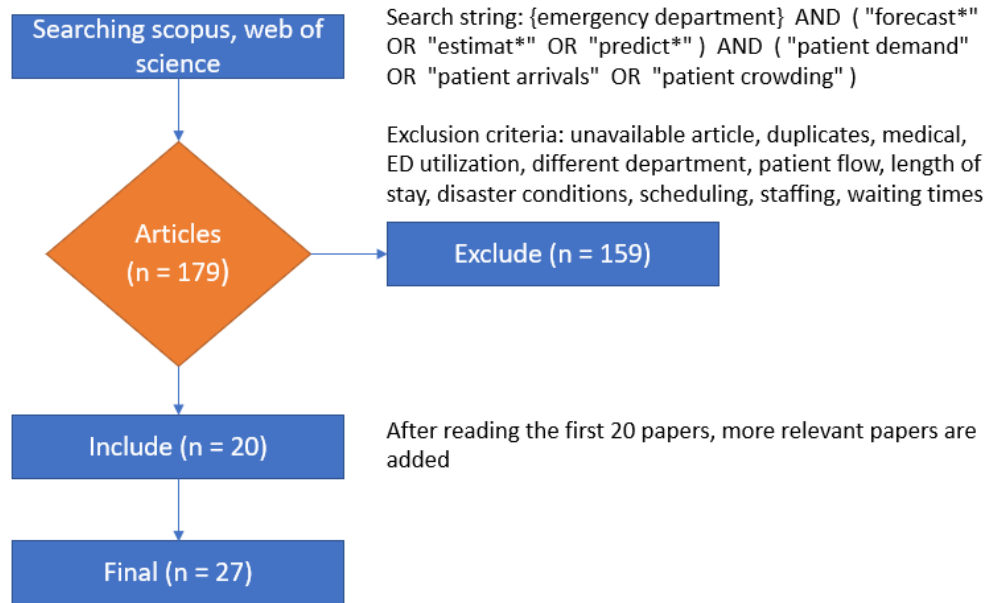 Searching scopus, web of
science
Search string: {emergency department} AND ( "forecast*"
OR "estimat*" OR "predict*" ) AND ( "patient demand"
OR "patient arrivals" OR "patient crowding" )
Exclusion criteria: unavailable article, duplicates, medical,
ED utilization, different department, patient flow, length of
stay, disaster conditions, scheduling, staffing, waiting times
Articles
(n = 179)
Exclude (n = 159)
Include (n = 20)
After reading the first 20 papers, more relevant papers are
added
Final (n = 27)